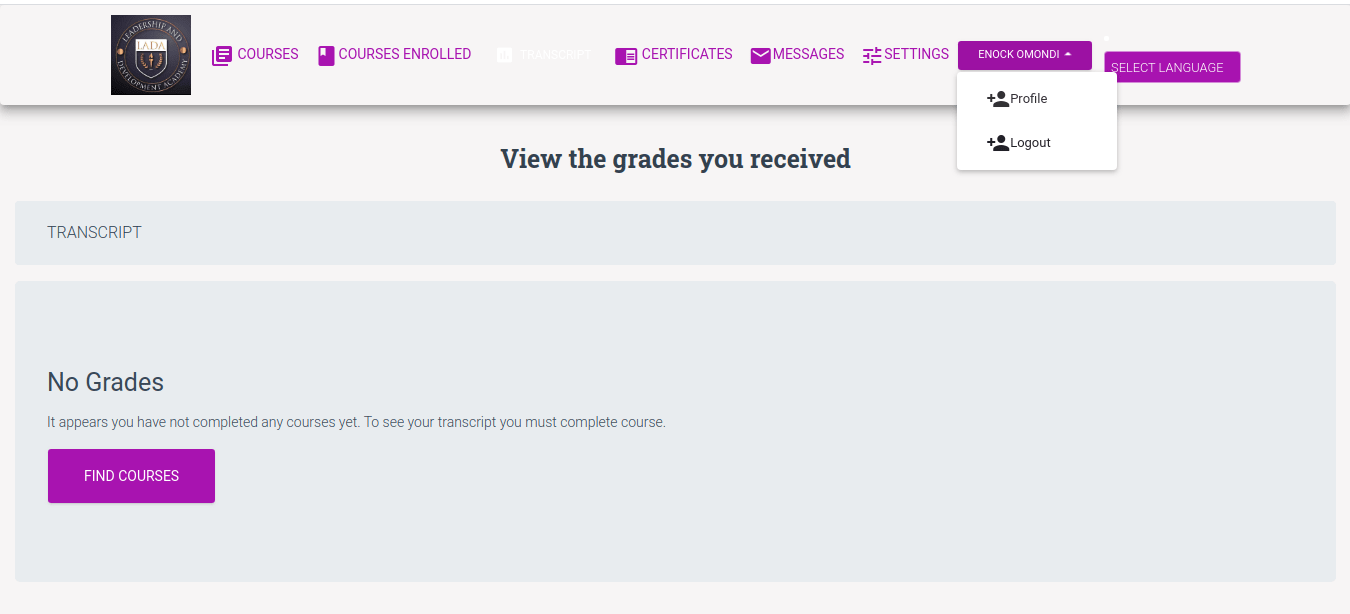 LEADERSHIP AND
LADA
DEVELOPMENT ACADEMY
COURSES
COURSES ENROLLED
TRANSCRIPT
CERTIFICATES
MESSAGES
SETTINGS
ENOCK OMONDI
SELECT LANGUAGE
Profile
Logout
View the grades you received
TRANSCRIPT
No Grades
It appears you have not completed any courses yet. To see your transcript you must complete course.
FIND COURSES